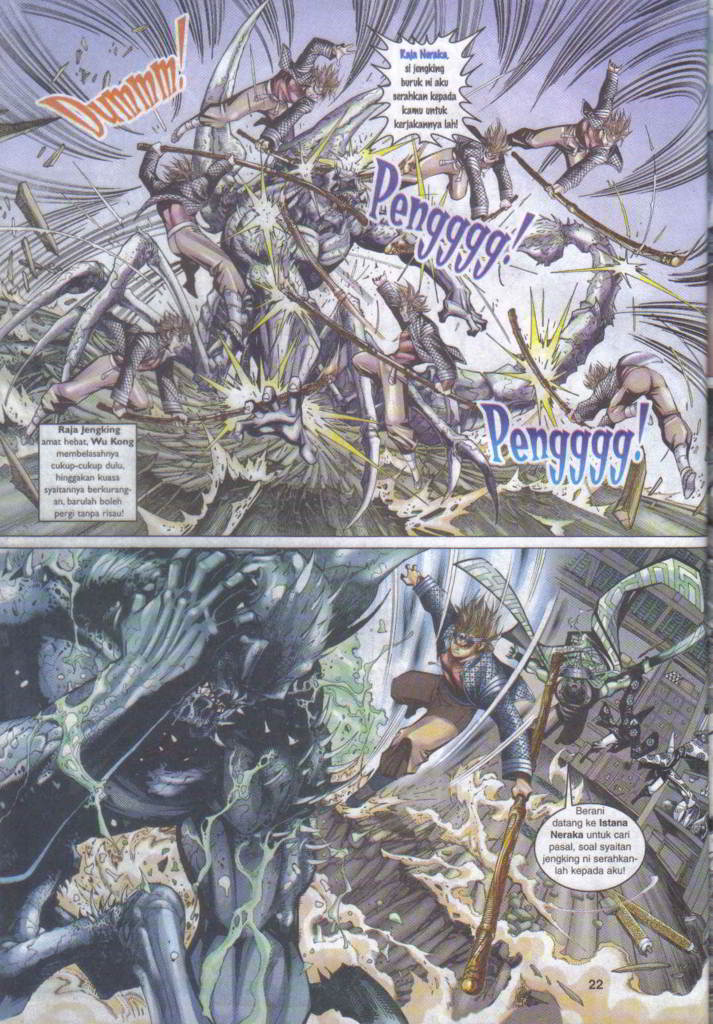 Dummm!
Raja Neraka,
si jengking
buruk ni aku
serahkan kepada
kamu untuk
kerjakannya lah!
Pengggg!
Pengggg!
Raja Jengking
amat hebat, Wu Kong
membelasahnya
cukup-cukup dulu,
hinggakan kuasa
syaitannya berkurang-
an, barulah boleh
pergi tanpa risau!
Berani
datang ke Istana
Neraka untuk cari
pasal, soal syaitan
jengking ni serahkan-
lah kepada aku!
22